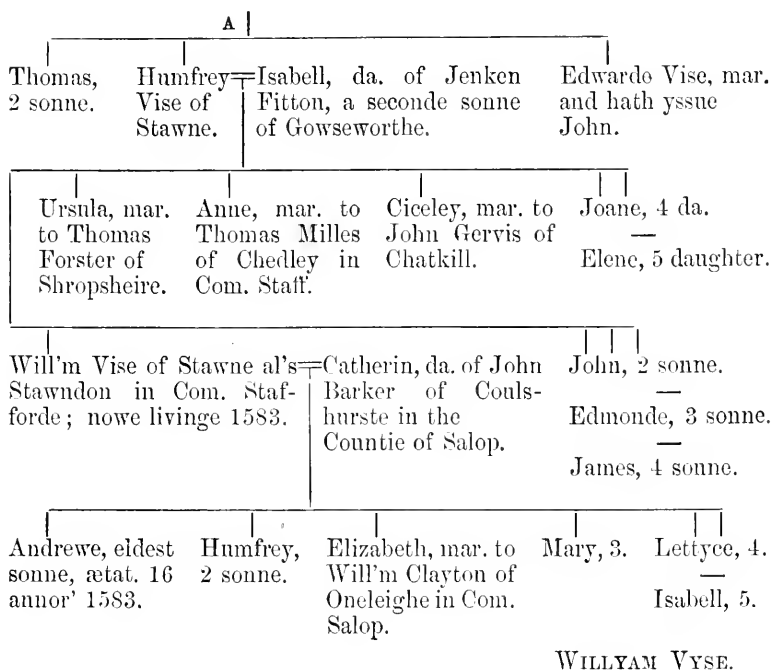 A
Thomas,
2 sonne.
Humfrey
Vise of
Stawne.
Isabell, da. of Jenken
Fitton, a seconde sonne
of Gowseworthe.
Edwarde Vise, mar.
and hath yssue
John.
Ursula, mar.
to Thomas
Forster of
Shropsheire.
Anne, mar. to
Thomas Milles
of Chedley in
Com. Staff.
Ciceley, mar. to
John Gervis of
Chatkill.
Joane, 4 da.
—
Elene, 5 daughter.
Will'm Vise of Stawne al's
Stawndon in Com. Staf-
forde; nowe livinge 1583.
Catherin, da. of John
Barker of Couls-
hurste in the
Countie of Salop.
John, 2 sonne.
—
Edmonde, 3 sonne.
—
James, 4 sonne.
Andrewe, eldest
sonne, ætat. 16
annor' 1583.
Humfrey,
2 sonne.
Elizabeth, mar. to
Will'm Clayton of
Oneleighe in Com.
Salop.
Mary, 3.
Lettyce, 4.
—
Isabell, 5.
WILLYAM VYSE.